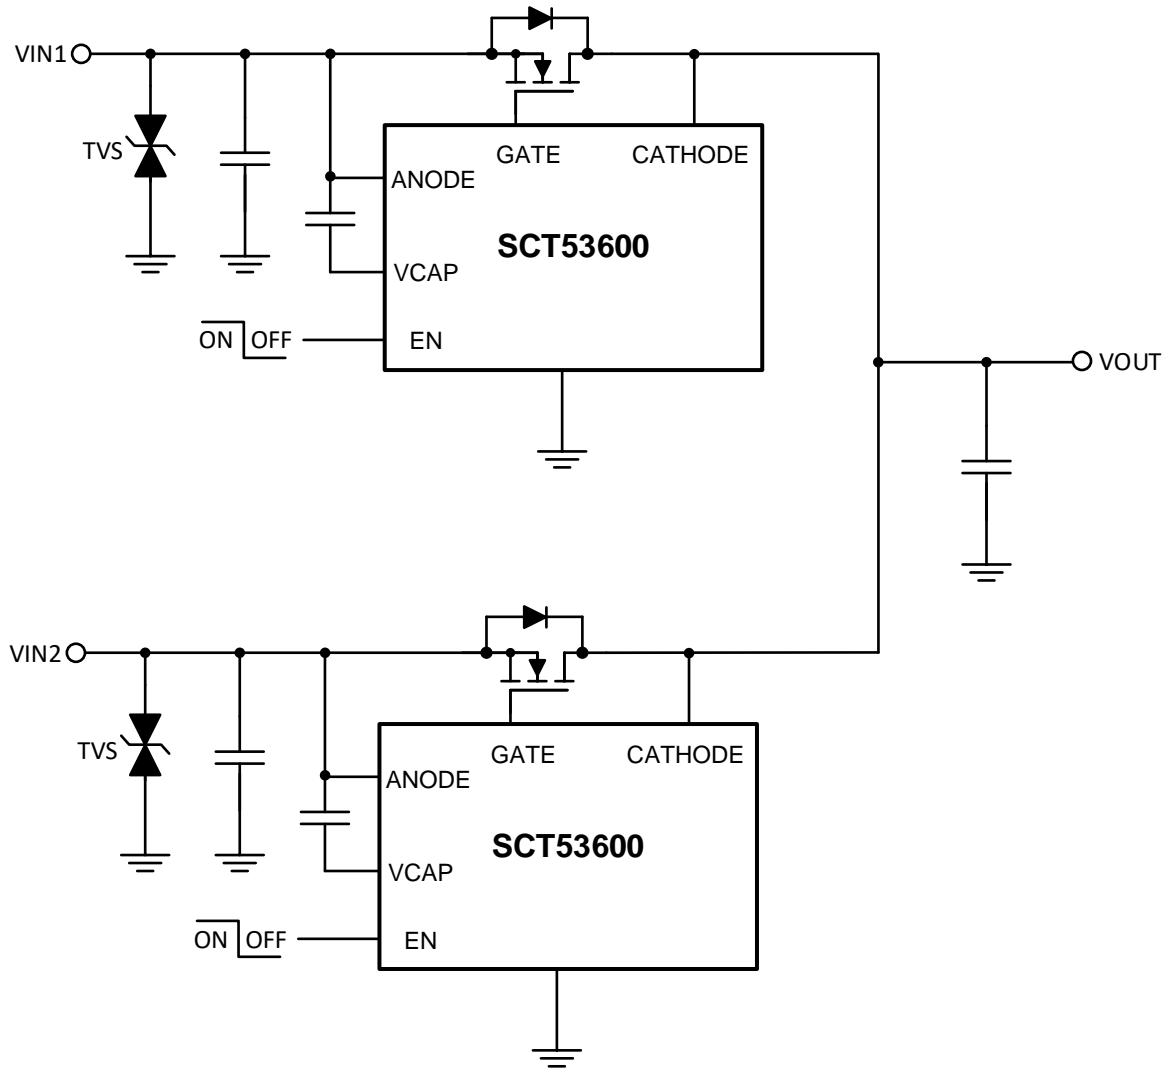 VIN1
TVS
GATE CATHODE
ANODE
SCT53600
VCAP
ON OFF EN
VOUT
VIN2
TVS
GATE CATHODE
ANODE
SCT53600
VCAP
ON OFF EN